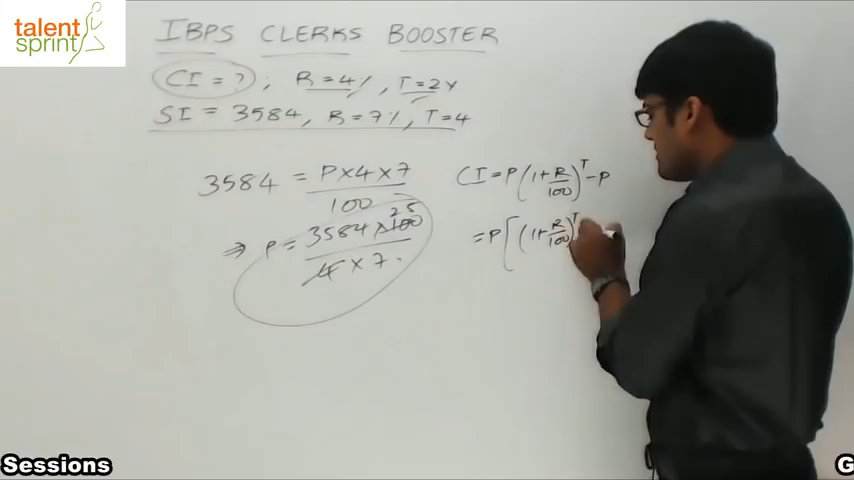 talent
sprint
IBPS CLERKS BOOSTER
CI = ? ; R = 4% , T = 2Y
SI = 3584, R = 7%, T = 4
3584 = P×4×7
100
CI = P(1+R/100)^T - P
⇒ P = 3584×100
25
4×7.
= P[(1+R/100)^T
Sessions
G